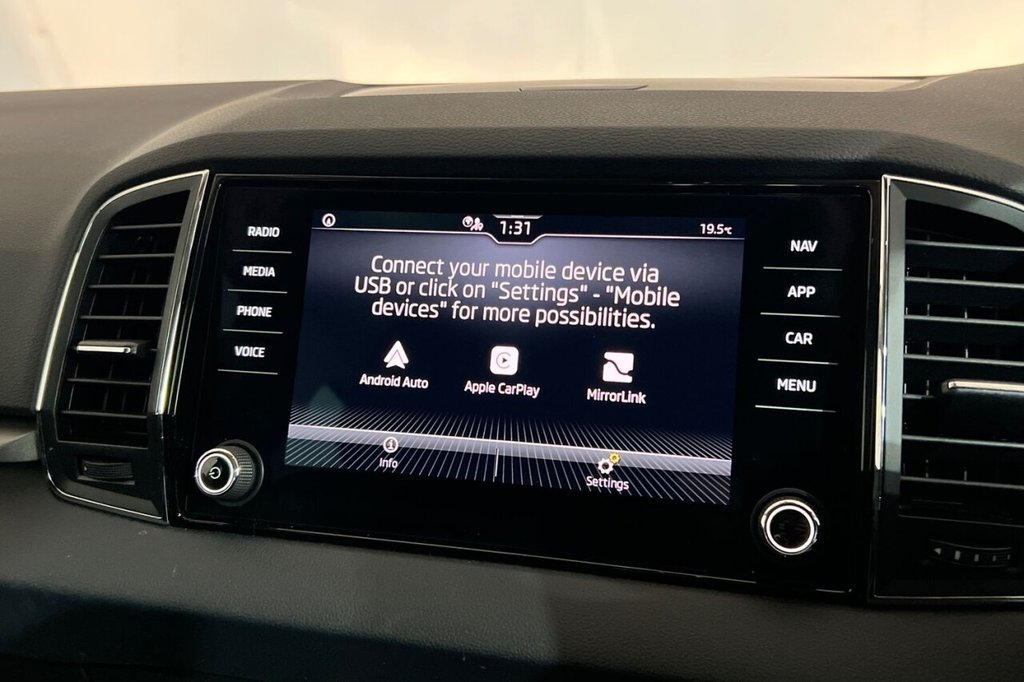 RADIO
MEDIA
PHONE
VOICE
1:31
19.5°C
Connect your mobile device via
USB or click on "Settings" - "Mobile
devices" for more possibilities.
Android Auto
Apple CarPlay
MirrorLink
Info
Settings
NAV
APP
CAR
MENU